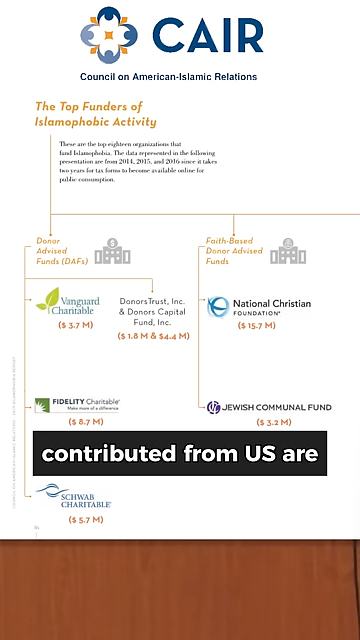 CAIR
Council on American-Islamic Relations
The Top Funders of
Islamophobic Activity
These are the top eighteen organizations that
fund Islamophobia. The data represented in the following
presentation are from 2014, 2015, and 2016 since it takes
two years for tax forms to become available online for
public consumption.
Donor
Advised
Funds (DAFs)
Faith-Based
Donor Advised
Funds
Vanguard
Charitable
($ 3.7 M)
DonorsTrust, Inc.
& Donors Capital
Fund, Inc.
($ 1.8 M & $4.4 M)
National Christian
FOUNDATION
($ 15.7 M)
FIDELITY Charitable
Make more of a difference
($ 8.7 M)
JEWISH COMMUNAL FUND
($ 3.2 M)
contributed from US are
SCHWAB
CHARITABLE
($ 5.7 M)